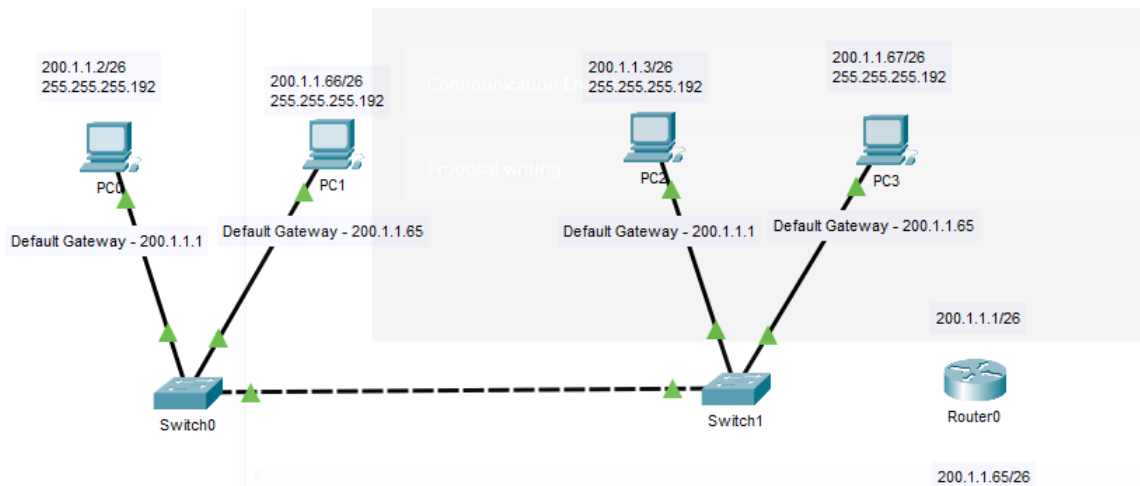 200.1.1.2/26
255.255.255.192
200.1.1.66/26
255.255.255.192
200.1.1.3/26
255.255.255.192
200.1.1.67/26
255.255.255.192
Communication En
Proposal writing
PC0
PC1
PC2
PC3
Default Gateway - 200.1.1.1
Default Gateway - 200.1.1.65
Default Gateway - 200.1.1.1
Default Gateway - 200.1.1.65
200.1.1.1/26
Switch0
Switch1
Router0
200.1.1.65/26